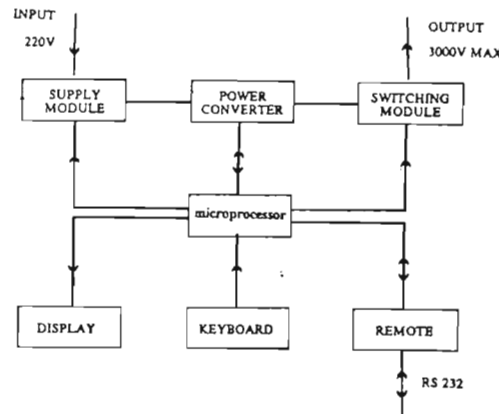 INPUT
220V
OUTPUT
3000V MAX
SUPPLY
MODULE
POWER
CONVERTER
SWITCHING
MODULE
microprocessor
DISPLAY
KEYBOARD
REMOTE
RS 232